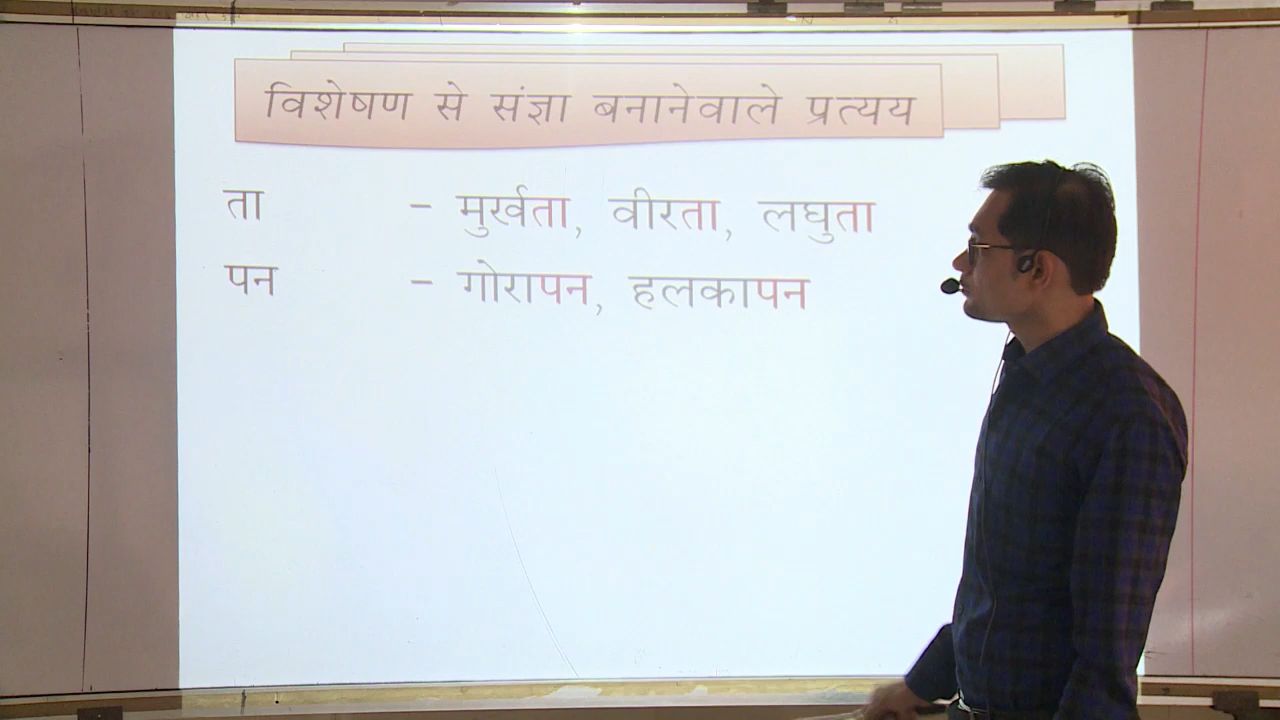 विशेषण से संज्ञा बनानेवाले प्रत्यय
ता – मुर्खता, वीरता, लघुता
पन – गोरापन, हलकापन